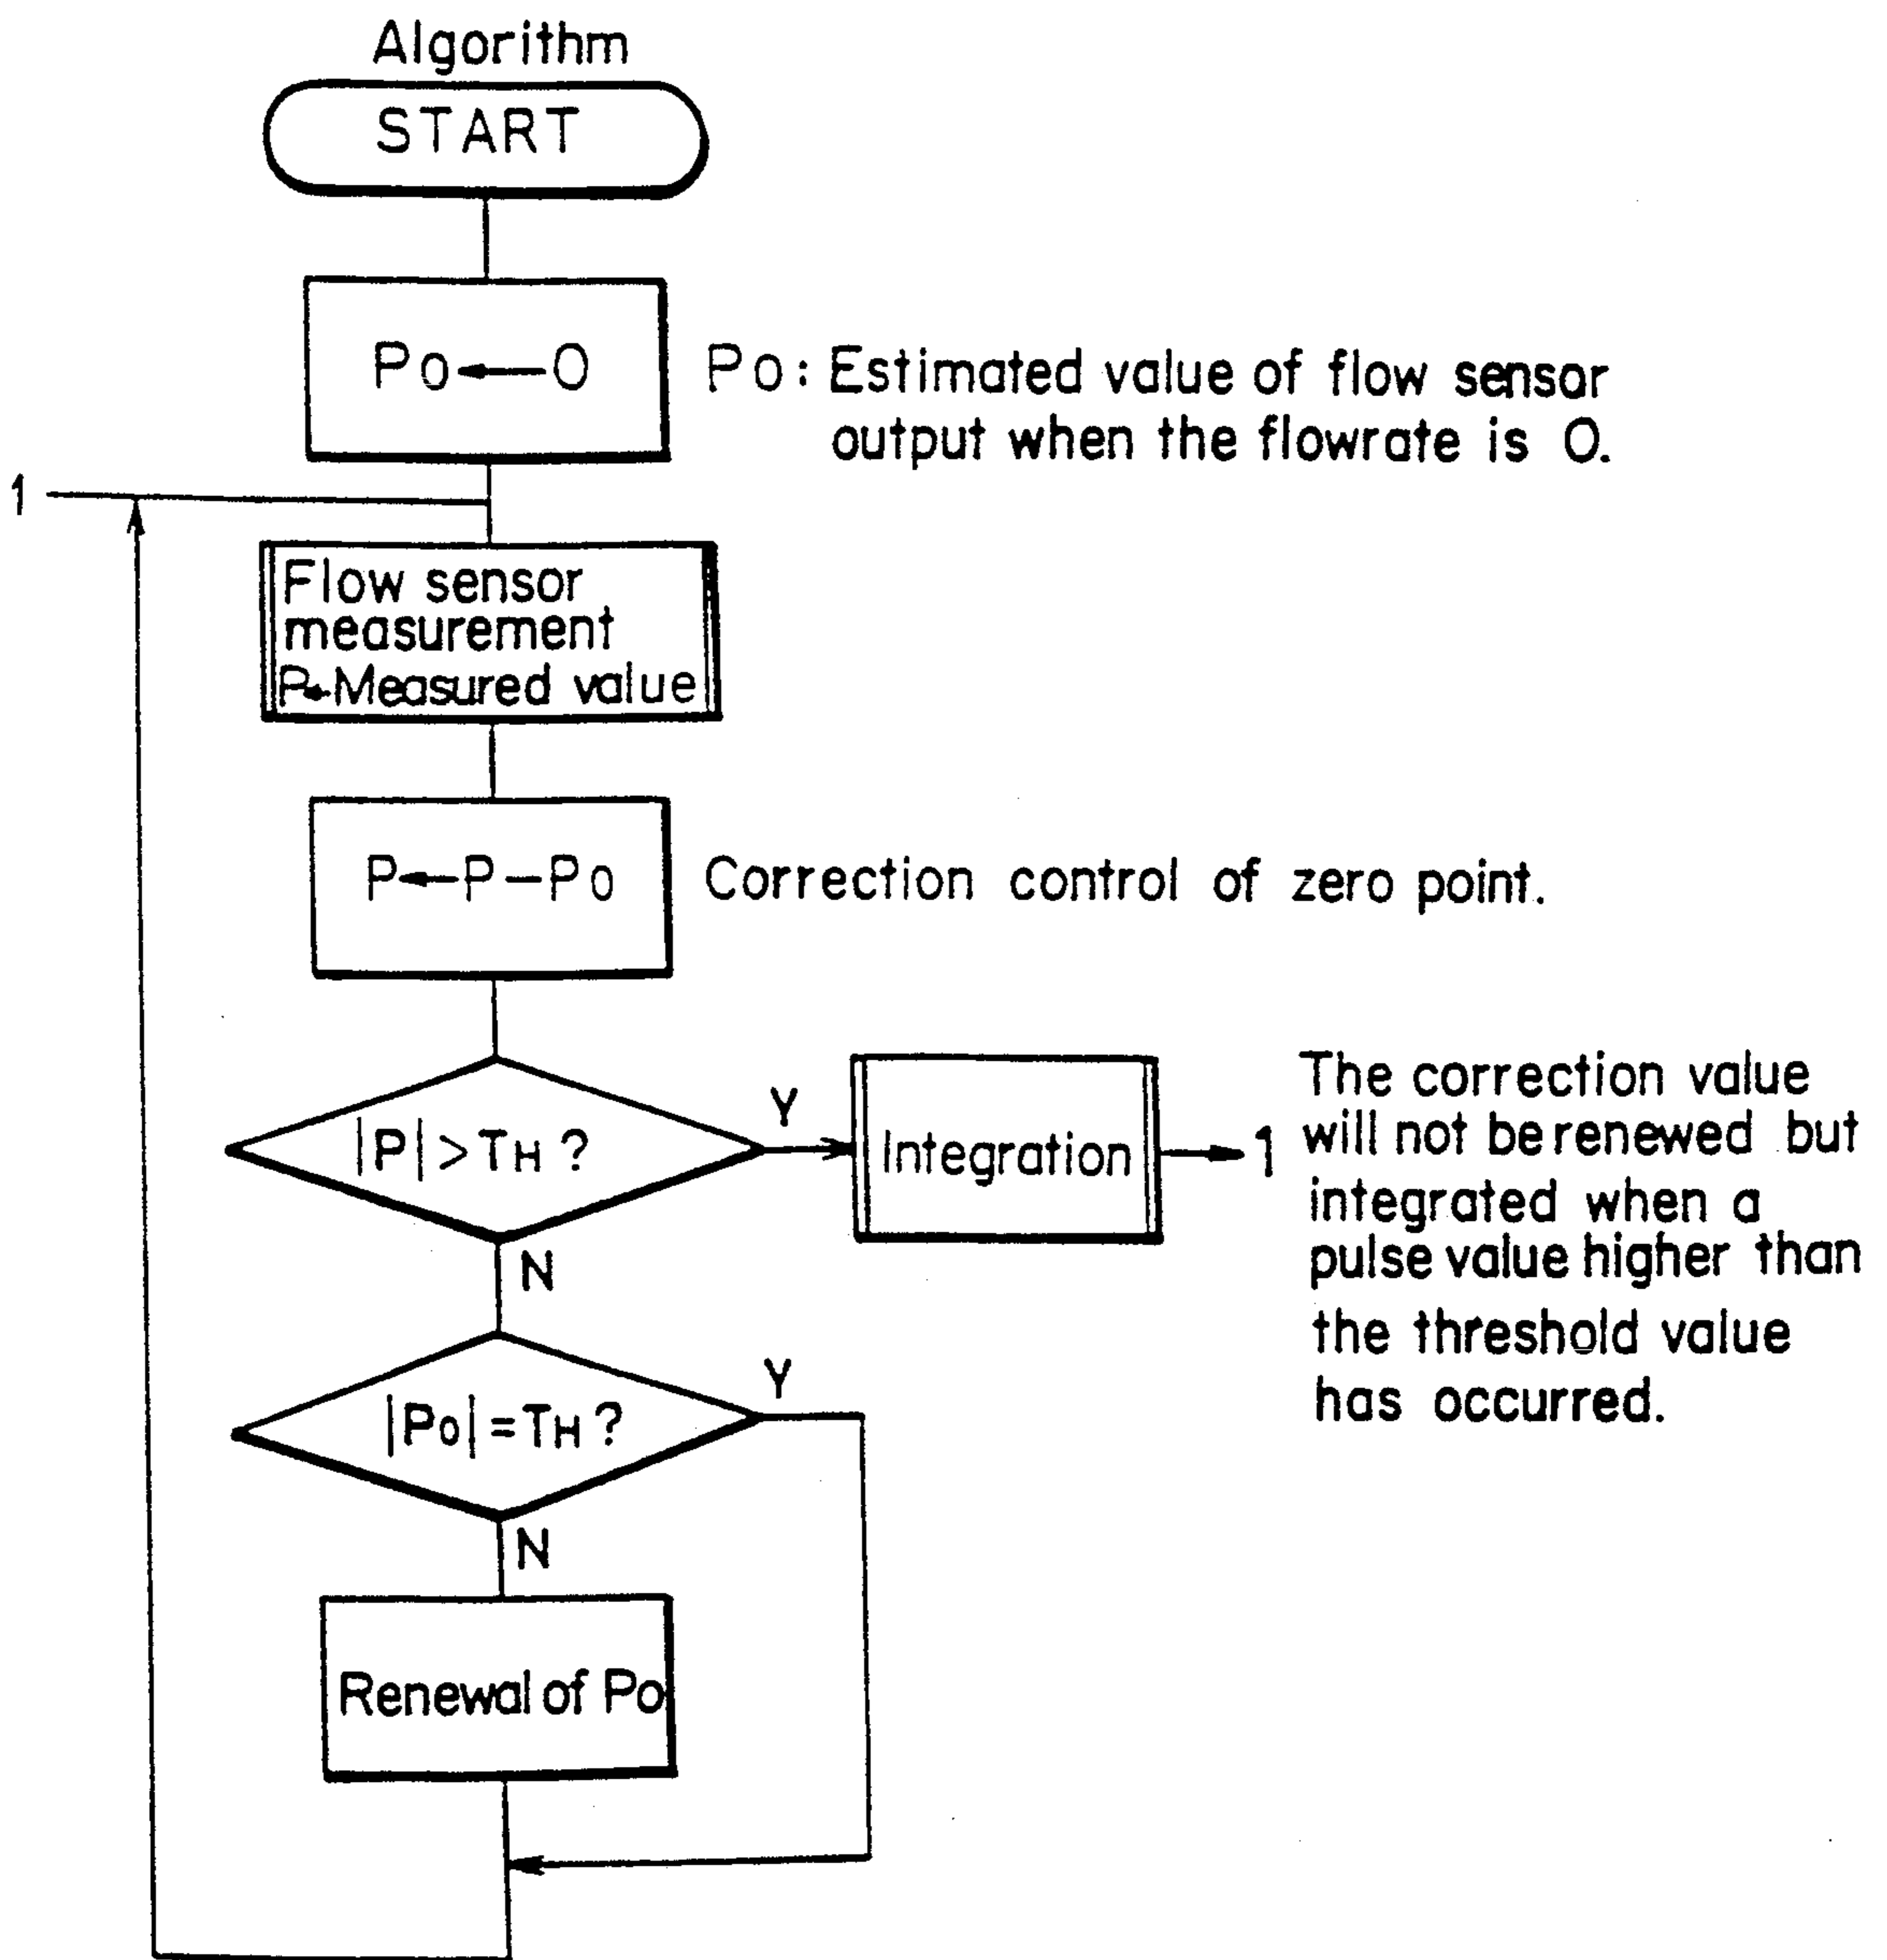 Algorithm
START
Po←O
Po: Estimated value of flow sensor
output when the flowrate is O.
1
Flow sensor
measurement
P←Measured value
P←P-Po
Correction control of zero point.
|P|>TH?
Y
Integration
1
The correction value
will not be renewed but
integrated when a
pulse value higher than
the threshold value
has occurred.
N
|Po|=TH?
Y
N
Renewal of Po